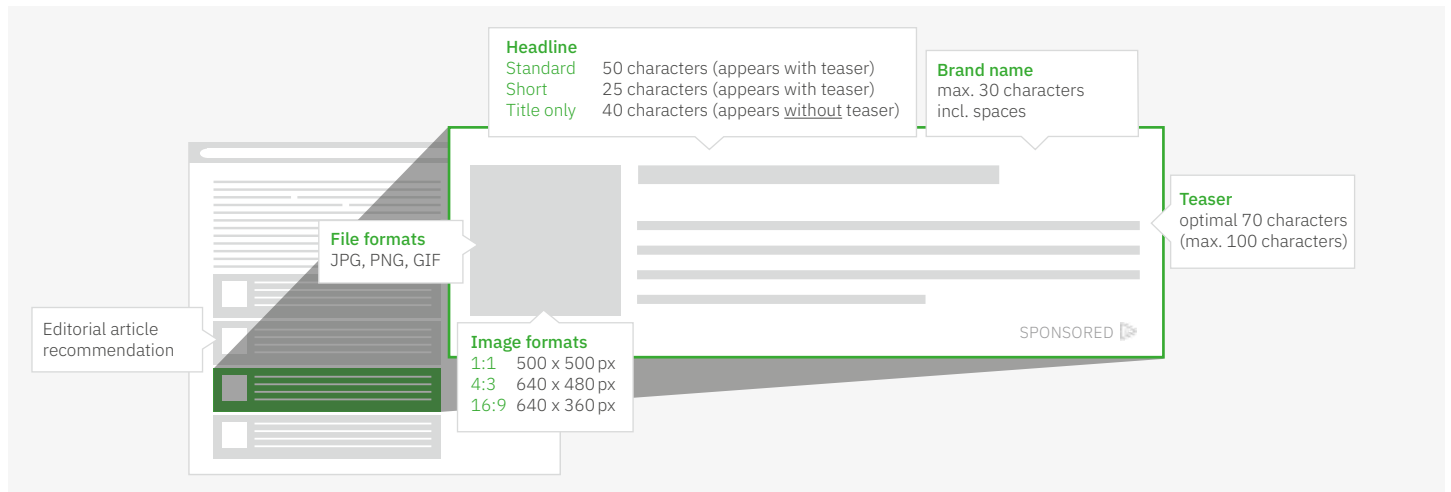 Headline
Standard 50 characters (appears with teaser)
Short 25 characters (appears with teaser)
Title only 40 characters (appears without teaser)
Brand name
max. 30 characters
incl. spaces
Teaser
optimal 70 characters
(max. 100 characters)
File formats
JPG, PNG, GIF
Editorial article
recommendation
SPONSORED
Image formats
1:1 500 x 500 px
4:3 640 x 480 px
16:9 640 x 360 px